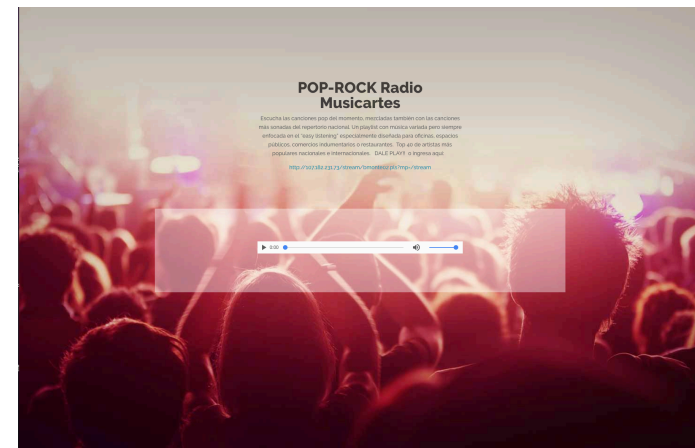 POP-ROCK Radio
Musicartes
Escucha las canciones pop del momento, mezcladas también con las canciones
más sonadas del repertorio nacional. Un playlist con música variada pero siempre
enfocada en el "easy listening" especialmente diseñada para oficinas, espacios
públicos, comercios indumentarios o restaurantes. Top 40 de artistas más
populares nacionales e internacionales. DALE PLAY!! o ingresa aquí:
0:00